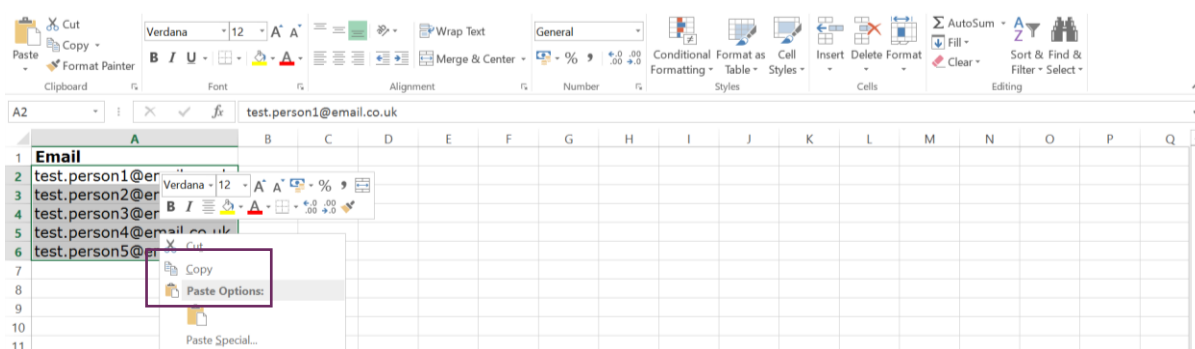 Cut
Copy
Format Painter
Paste
Clipboard
Verdana 12 A A
B I U A
Font
Wrap Text
Merge & Center
Alignment
General
% , .0 .00 .00 .0
Number
Conditional Formatting Format as Table Cell Styles
Styles
Insert Delete Format
Cells
AutoSum
Fill
Clear
Sort & Filter Find & Select
Editing
A2 fx test.person1@email.co.uk
A B C D E F G H I J K L M N O P Q
1 Email
2 test.person1@e
3 test.person2@e
4 test.person3@e
5 test.person4@email.co.uk
6 test.person5@e
7
8
9
10
11
Verdana 12 A A % ,
B I A .0 .00 .00 .0
Cut
Copy
Paste Options:
Paste Special...